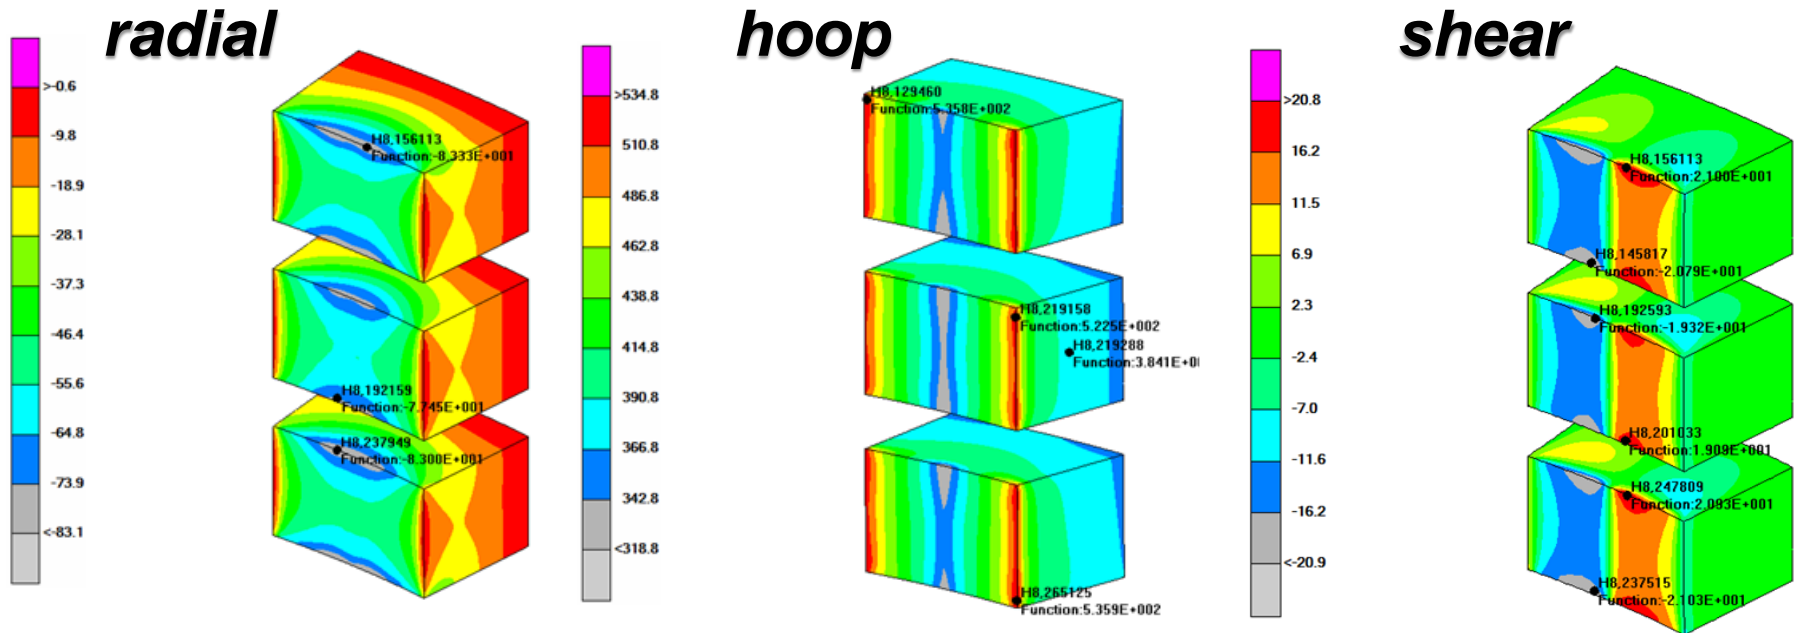 radial
hoop
shear
>-0.6
-9.8
-18.9
-28.1
-37.3
-46.4
-55.6
-64.8
-73.9
<-83.1
H8,156113
Function:-8.333E+001
H8,192159
Function:-7.745E+001
H8,237949
Function:-8.300E+001
>534.8
510.8
486.8
462.8
438.8
414.8
390.8
366.8
342.8
<318.8
H8,129460
Function:5.358E+002
H8,219158
Function:5.225E+002
H8,219288
Function:3.841E+0
H8,265125
Function:5.359E+002
>20.8
16.2
11.5
6.9
2.3
-2.4
-7.0
-11.6
-16.2
<-20.9
H8,156113
Function:2.100E+001
H8,145817
Function:-2.079E+001
H8,192593
Function:-1.932E+001
H8,201033
Function:1.909E+001
H8,247809
Function:2.093E+001
H8,237515
Function:-2.103E+001